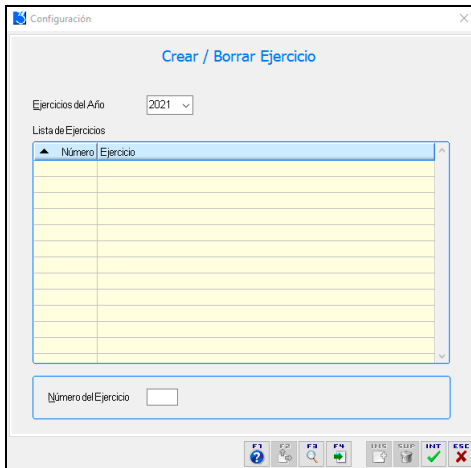 Configuración
Crear / Borrar Ejercicio
Ejercicios del Año 2021
Lista de Ejercicios
Número Ejercicio
Número del Ejercicio
F1 F2 F3 F4 INS SUP INT ESC